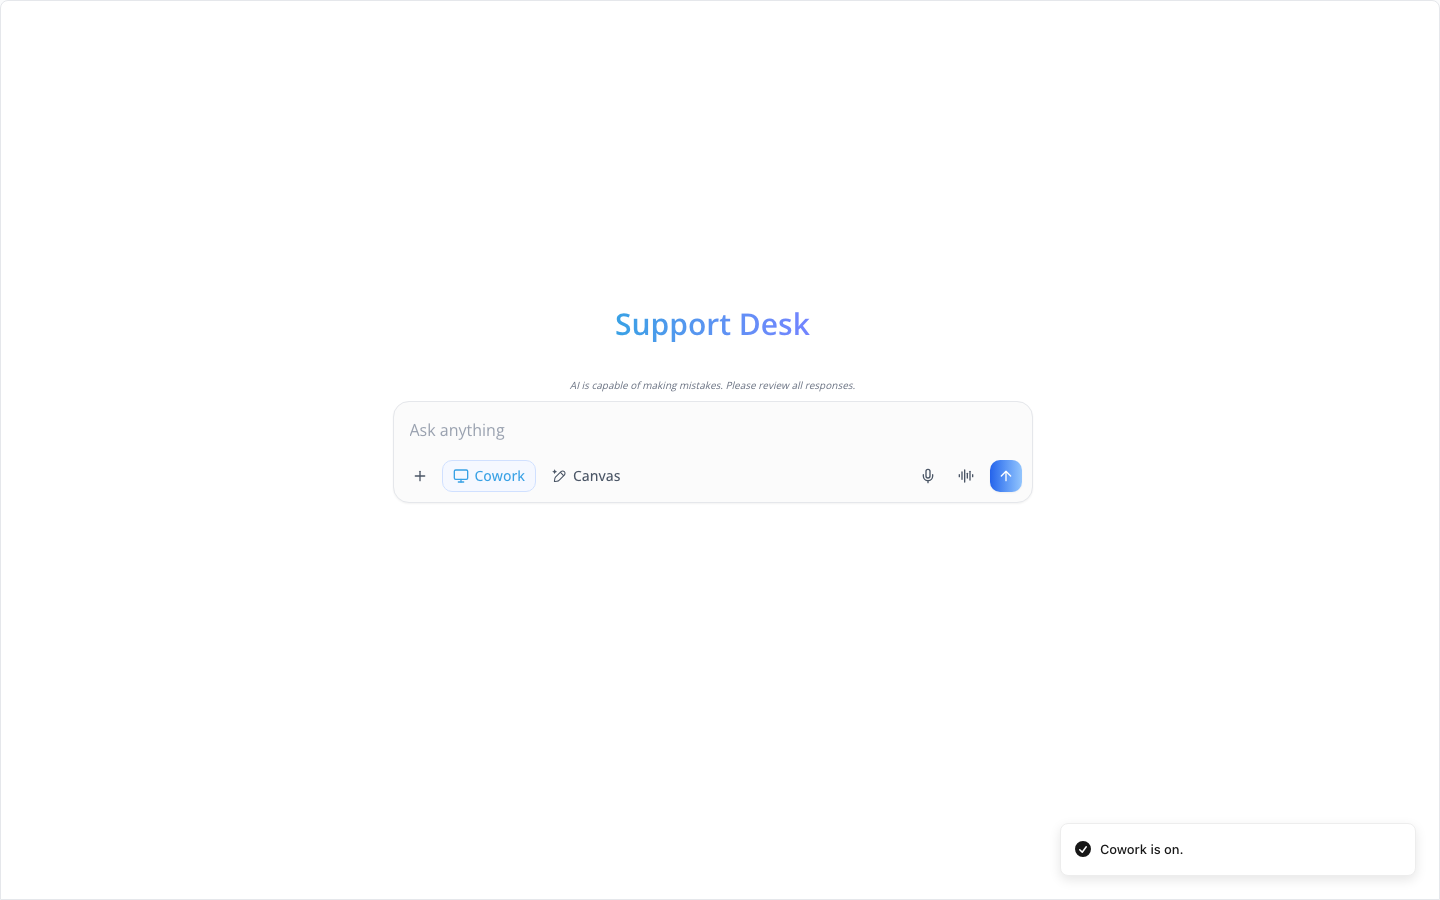 Support Desk
AI is capable of making mistakes. Please review all responses.
Ask anything
Cowork
Canvas
Cowork is on.